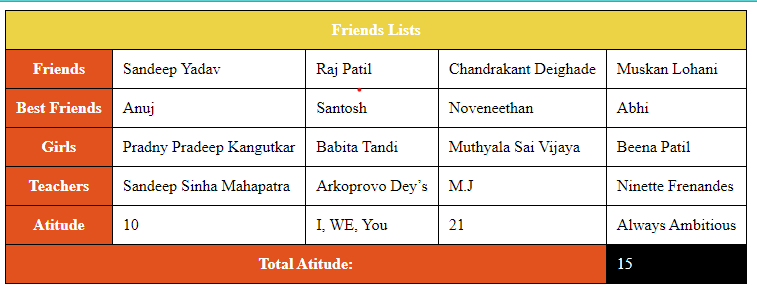 Friends Lists
Friends Sandeep Yadav Raj Patil Chandrakant Deighade Muskan Lohani
Best Friends Anuj Santosh Noveneethan Abhi
Girls Pradny Pradeep Kangutkar Babita Tandi Muthyala Sai Vijaya Beena Patil
Teachers Sandeep Sinha Mahapatra Arkoprovo Dey’s M.J Ninette Frenandes
Atitude 10 I, WE, You 21 Always Ambitious
Total Atitude: 15